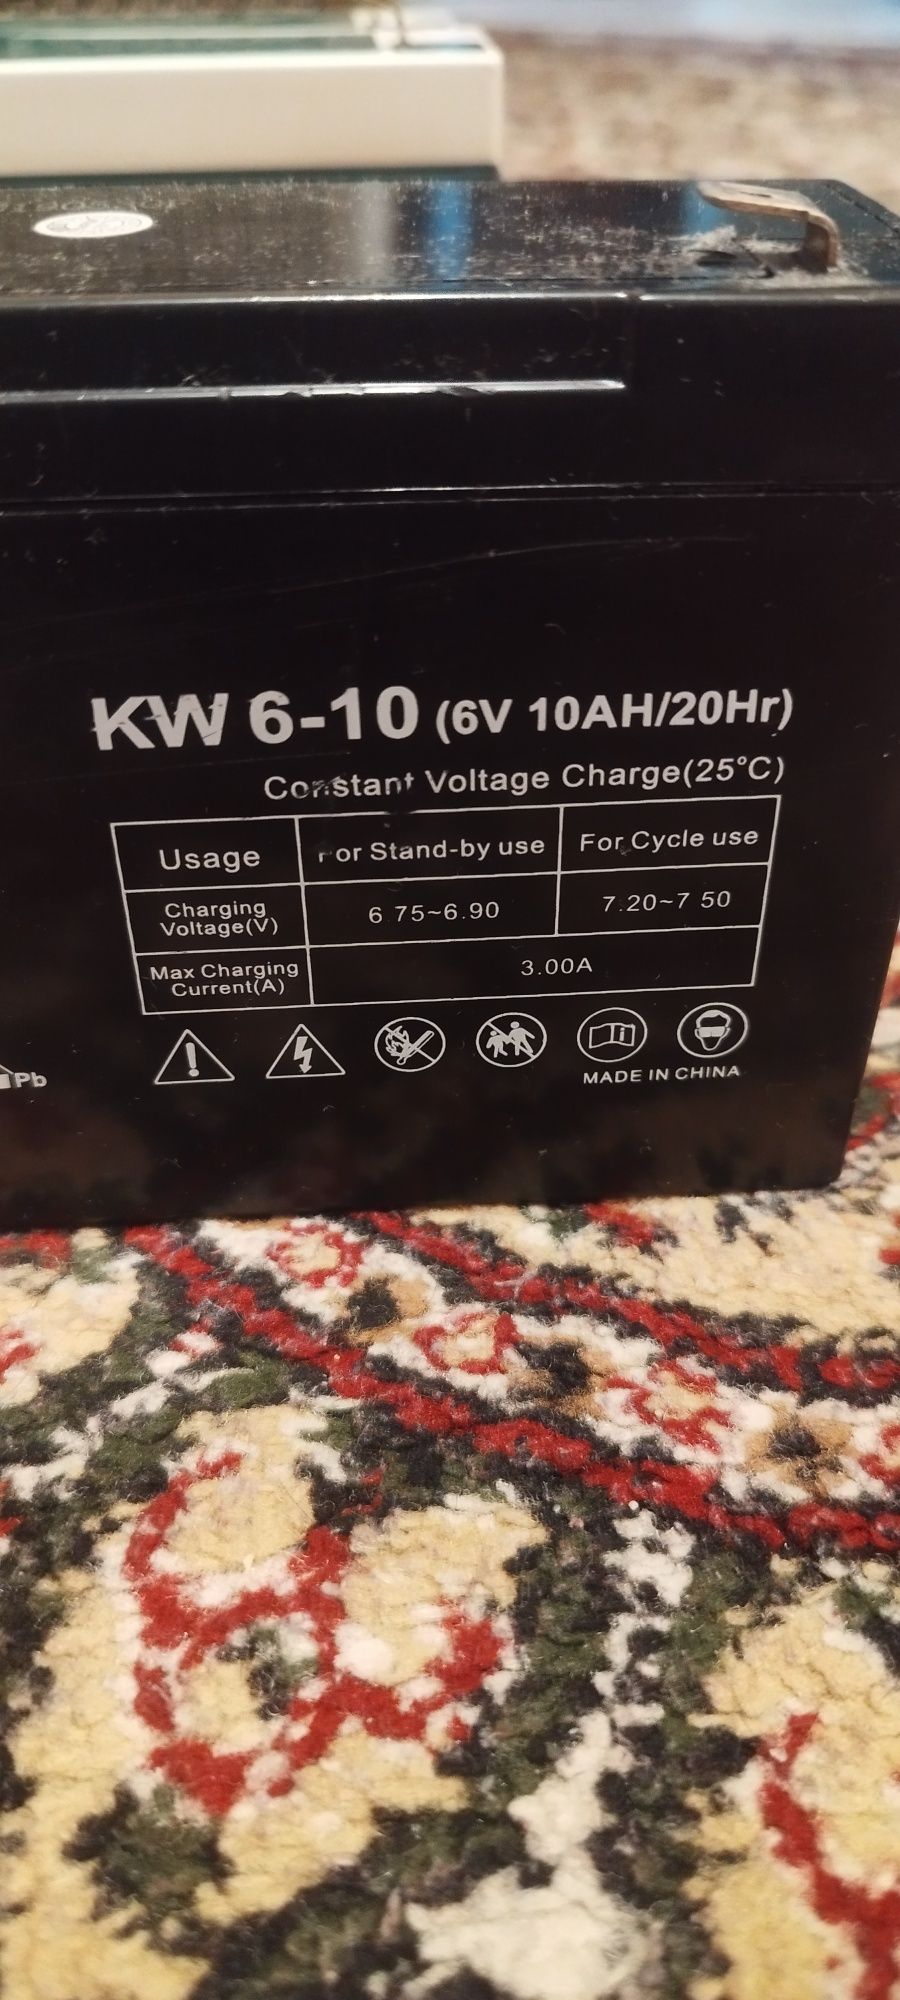 KW 6-10 (6V 10AH/20Hr)
Constant Voltage Charge(25°C)
Usage For Stand-by use For Cycle use
Charging Voltage(V) 6.75~6.90 7.20~7.50
Max Charging Current(A) 3.00A
Pb
MADE IN CHINA